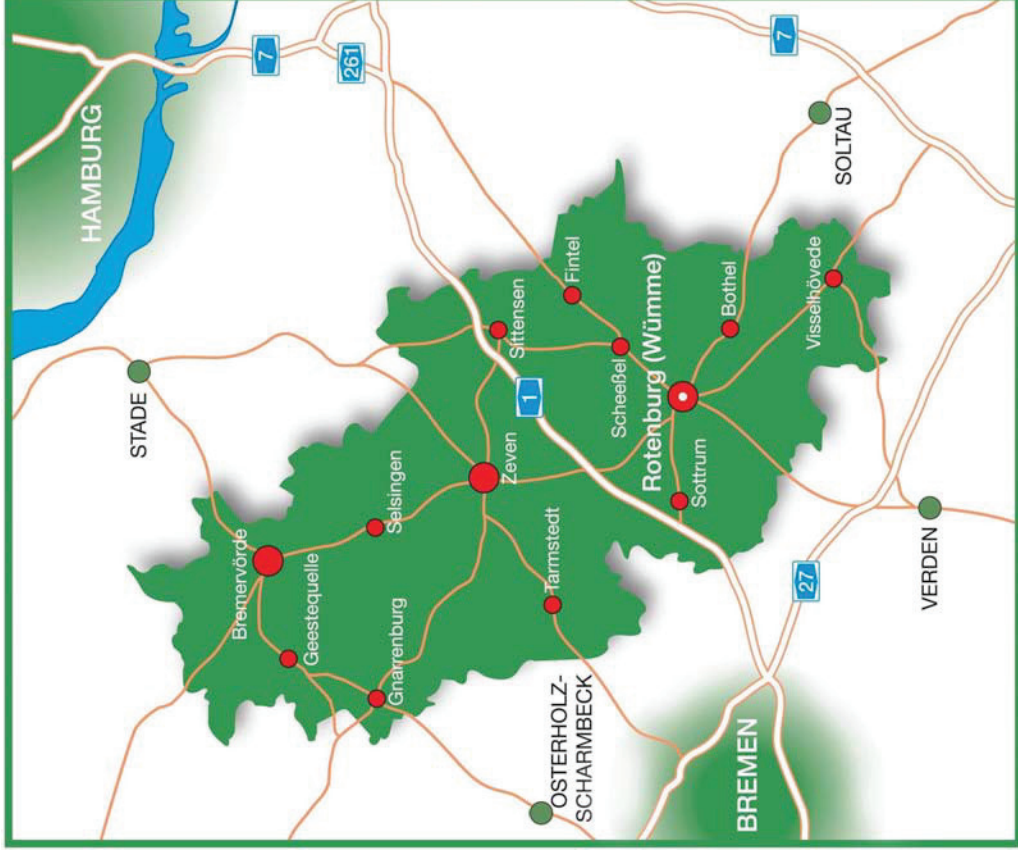 HAMBURG
STADE
Bremervörde
7
Geestequelle
261
Selsingen
Gnarrenburg
Zeven
Sittensen
1
Tarmstedt
Fintel
OSTERHOLZ-
SCHARMBECK
Scheeßel
Rotenburg (Wümme)
Sottrum
Bothel
BREMEN
7
27
Visselhövede
SOLTAU
VERDEN